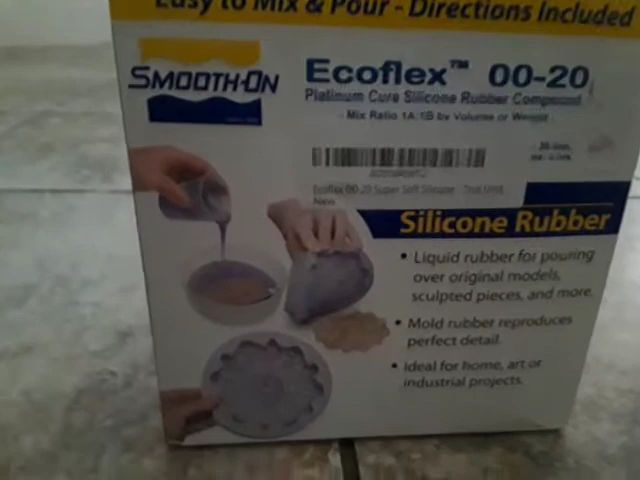 Easy to Mix & Pour - Directions Included
SMOOTH-ON
Ecoflex™ 00-20
Platinum Cure Silicone Rubber Compound
Mix Ratio 1A:1B by Volume or Weight
Ecoflex 00-20 Super Soft Silicone - Trial Unit
New
Silicone Rubber
• Liquid rubber for pouring
over original models,
sculpted pieces, and more.
• Mold rubber reproduces
perfect detail.
• Ideal for home, art or
industrial projects.